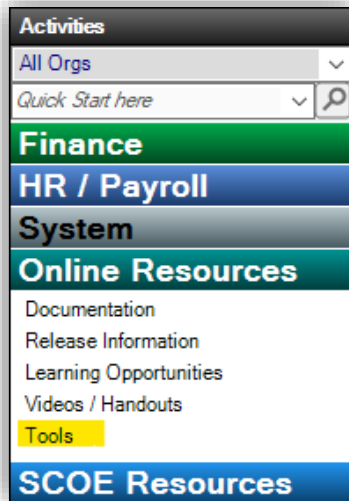 Activities
All Orgs
Quick Start here
Finance
HR / Payroll
System
Online Resources
Documentation
Release Information
Learning Opportunities
Videos / Handouts
Tools
SCOE Resources